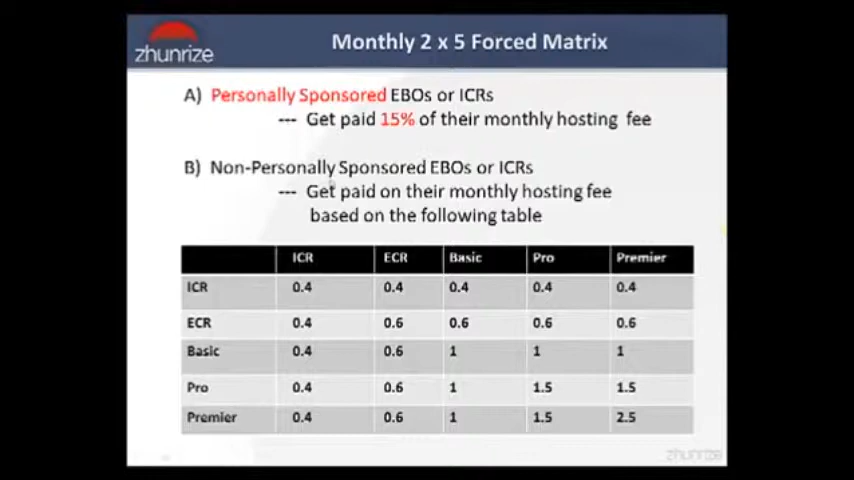 zhunrize
Monthly 2 x 5 Forced Matrix
A) Personally Sponsored EBOs or ICRs
--- Get paid 15% of their monthly hosting fee
B) Non-Personally Sponsored EBOs or ICRs
--- Get paid on their monthly hosting fee
based on the following table
ICR ECR Basic Pro Premier
ICR 0.4 0.4 0.4 0.4 0.4
ECR 0.4 0.6 0.6 0.6 0.6
Basic 0.4 0.6 1 1 1
Pro 0.4 0.6 1 1.5 1.5
Premier 0.4 0.6 1 1.5 2.5
zhunrize